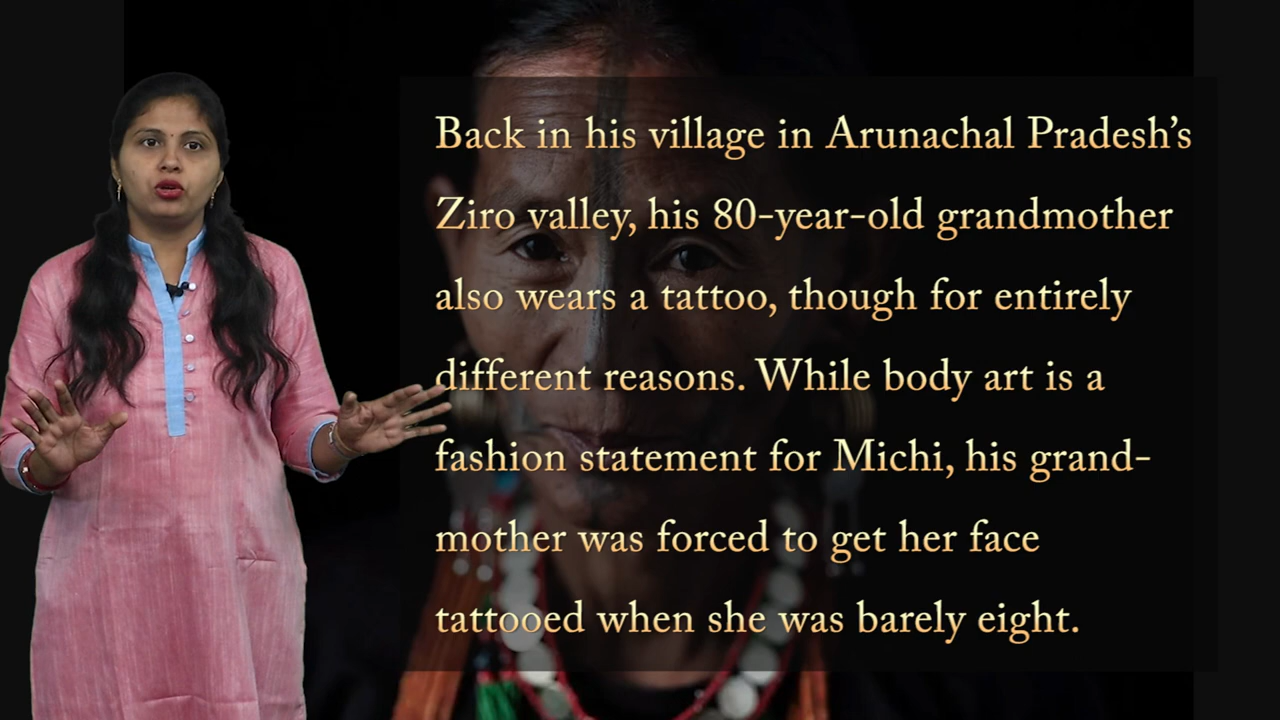 Back in his village in Arunachal Pradesh’s
Ziro valley, his 80-year-old grandmother
also wears a tattoo, though for entirely
different reasons. While body art is a
fashion statement for Michi, his grand-
mother was forced to get her face
tattooed when she was barely eight.